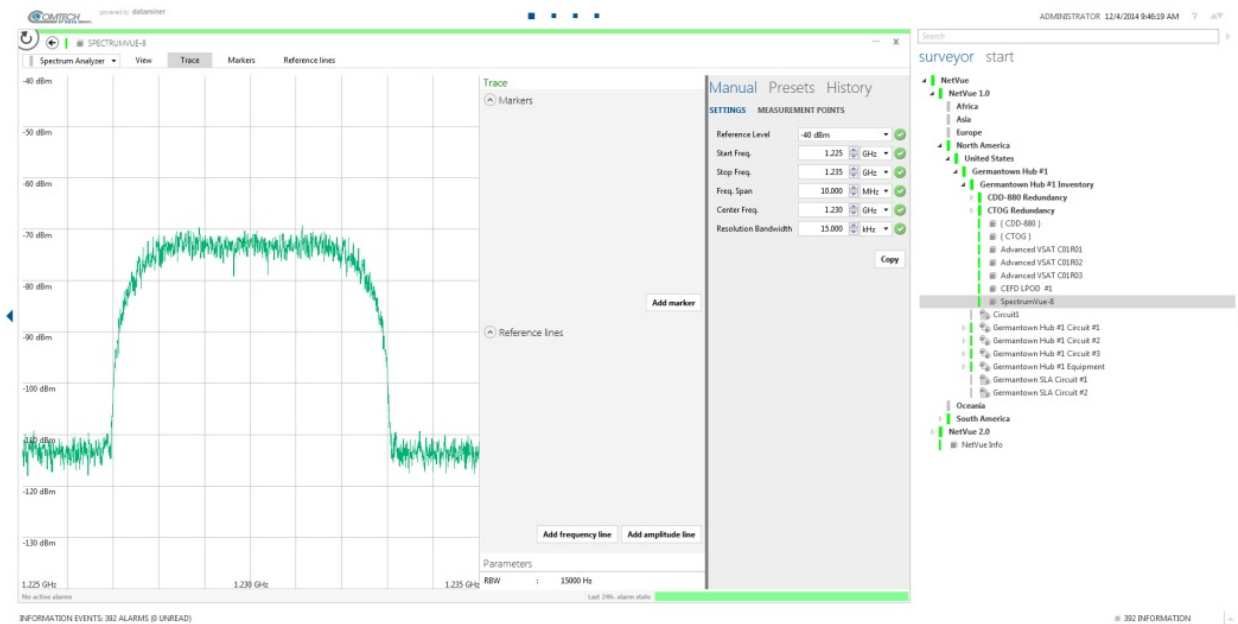 COMTECH powered by dataminer
ADMINISTRATOR 12/4/2014 9:46:19 AM ?
SPECTRUMVUE-8 ... x
Spectrum Analyzer View Trace Markers Reference lines
-40 dBm
-50 dBm
-60 dBm
-70 dBm
-80 dBm
-90 dBm
-100 dBm
-110 dBm
-120 dBm
-130 dBm
1.225 GHz 1.230 GHz 1.235 GHz
No active alarms
Last 24h. alarm state
Trace
Markers
Add marker
Reference lines
Add frequency line Add amplitude line
Parameters
RBW : 15000 Hz
Manual Presets History
SETTINGS MEASUREMENT POINTS
Reference Level -40 dBm
Start Freq. 1.225 GHz
Stop Freq. 1.235 GHz
Freq. Span 10.000 MHz
Center Freq. 1.230 GHz
Resolution Bandwidth 15.000 kHz
Copy
Search
surveyor start
NetVue
NetVue 1.0
Africa
Asia
Europe
North America
United States
Germantown Hub #1
Germantown Hub #1 Inventory
CDD-880 Redundancy
CTOG Redundancy
( CDD-880 )
( CTOG )
Advanced VSAT C01R01
Advanced VSAT C01R02
Advanced VSAT C01R03
CEFD LPOD #1
SpectrumVue-8
Circuit1
Germantown Hub #1 Circuit #1
Germantown Hub #1 Circuit #2
Germantown Hub #1 Circuit #3
Germantown Hub #1 Equipment
Germantown SLA Circuit #1
Germantown SLA Circuit #2
Oceania
South America
NetVue 2.0
NetVue Info
INFORMATION EVENTS: 392 ALARMS (0 UNREAD)
392 INFORMATION